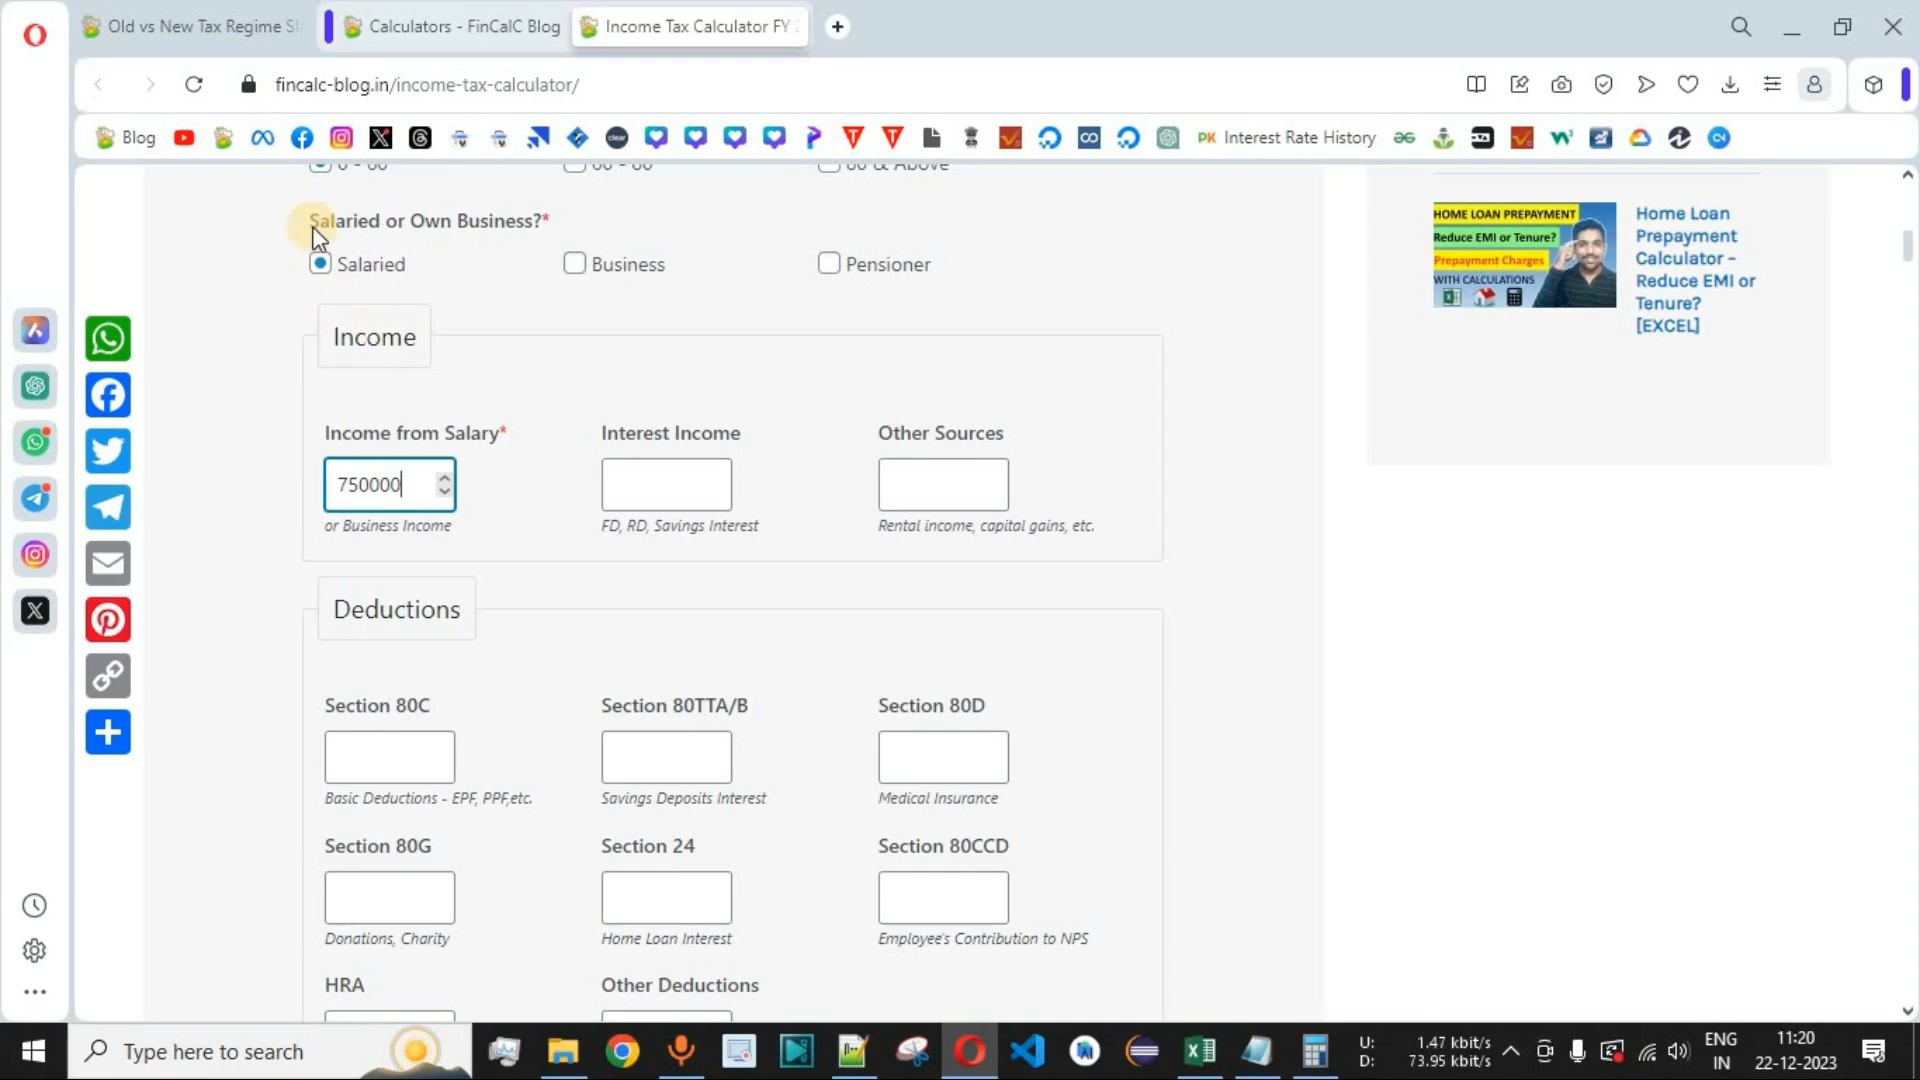 Old vs New Tax Regime Sl
Calculators - FinCalC Blog
Income Tax Calculator FY 2
fincalc-blog.in/income-tax-calculator/
Blog
PK Interest Rate History
Salaried or Own Business?*
Salaried
Business
Pensioner
Income
Income from Salary*
Interest Income
Other Sources
750000
or Business Income
FD, RD, Savings Interest
Rental income, capital gains, etc.
Deductions
Section 80C
Section 80TTA/B
Section 80D
Basic Deductions - EPF, PPF,etc.
Savings Deposits Interest
Medical Insurance
Section 80G
Section 24
Section 80CCD
Donations, Charity
Home Loan Interest
Employee's Contribution to NPS
HRA
Other Deductions
HOME LOAN PREPAYMENT
Reduce EMI or Tenure?
Prepayment Charges
WITH CALCULATIONS
Home Loan
Prepayment
Calculator –
Reduce EMI or
Tenure?
[EXCEL]
Type here to search
U: 1.47 kbit/s
D: 73.95 kbit/s
ENG
IN
11:20
22-12-2023